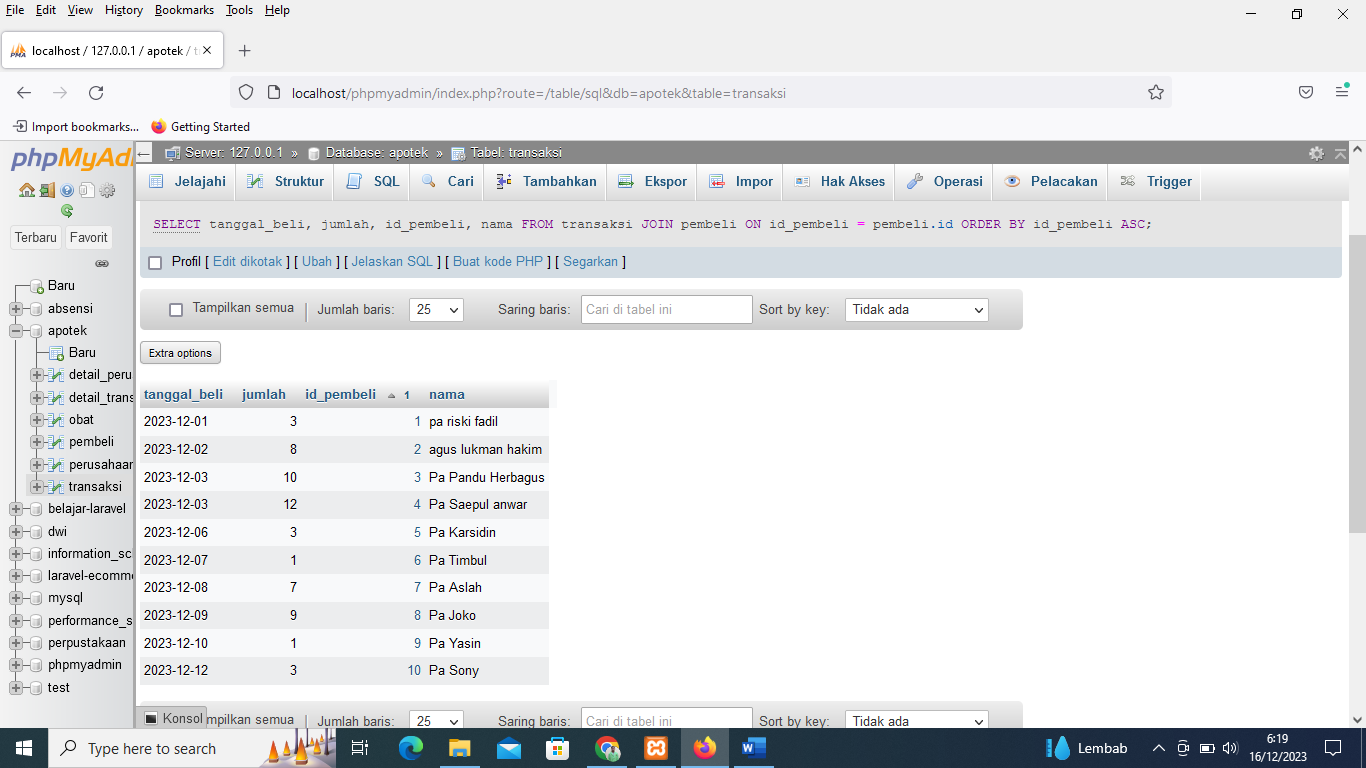 File Edit View History Bookmarks Tools Help
localhost / 127.0.0.1 / apotek / t
localhost/phpmyadmin/index.php?route=/table/sql&db=apotek&table=transaksi
Import bookmarks... Getting Started
phpMyAd
Terbaru Favorit
Baru
absensi
apotek
Baru
detail_peru
detail_trans
obat
pembeli
perusahaan
transaksi
belajar-laravel
dwi
information_sc
laravel-ecomme
mysql
performance_s
perpustakaan
phpmyadmin
test
Server: 127.0.0.1 » Database: apotek » Tabel: transaksi
Jelajahi Struktur SQL Cari Tambahkan Ekspor Impor Hak Akses Operasi Pelacakan Trigger
SELECT tanggal_beli, jumlah, id_pembeli, nama FROM transaksi JOIN pembeli ON id_pembeli = pembeli.id ORDER BY id_pembeli ASC;
Profil [ Edit dikotak ] [ Ubah ] [ Jelaskan SQL ] [ Buat kode PHP ] [ Segarkan ]
Tampilkan semua Jumlah baris: 25 Saring baris: Cari di tabel ini Sort by key: Tidak ada
Extra options
tanggal_beli jumlah id_pembeli 1 nama
2023-12-01 3 1 pa riski fadil
2023-12-02 8 2 agus lukman hakim
2023-12-03 10 3 Pa Pandu Herbagus
2023-12-03 12 4 Pa Saepul anwar
2023-12-06 3 5 Pa Karsidin
2023-12-07 1 6 Pa Timbul
2023-12-08 7 7 Pa Aslah
2023-12-09 9 8 Pa Joko
2023-12-10 1 9 Pa Yasin
2023-12-12 3 10 Pa Sony
Konsol mpilkan semua Jumlah baris: 25 Saring baris: Cari di tabel ini Sort by key: Tidak ada
Type here to search
Lembab
6:19
16/12/2023